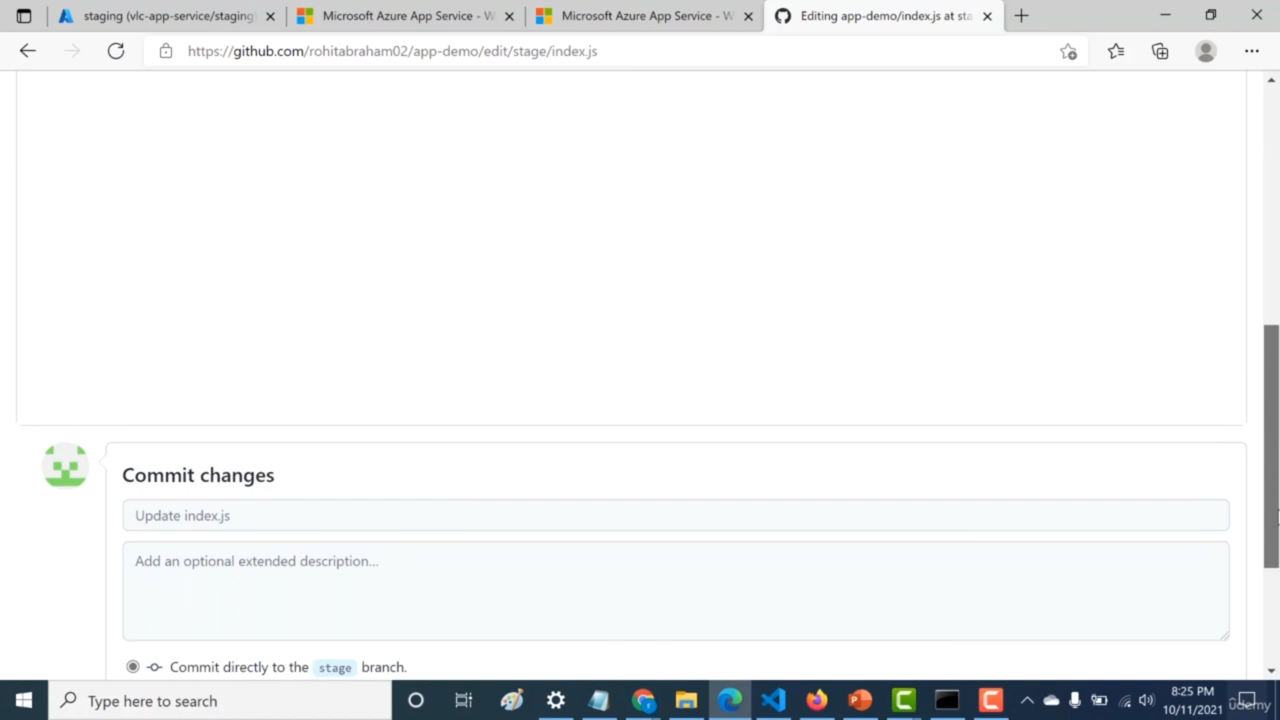 staging (vlc-app-service/staging)
Microsoft Azure App Service - W
Microsoft Azure App Service - W
Editing app-demo/index.js at sta
https://github.com/rohitabraham02/app-demo/edit/stage/index.js
Commit changes
Update index.js
Add an optional extended description...
Commit directly to the stage branch.
Type here to search
8:25 PM
10/11/2021
ûdemy